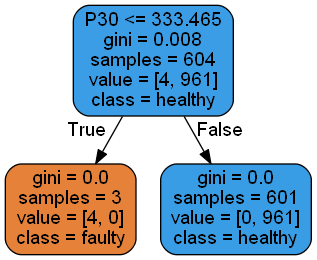 P30 <= 333.465
gini = 0.008
samples = 604
value = [4, 961]
class = healthy
True
False
gini = 0.0
samples = 3
value = [4, 0]
class = faulty
gini = 0.0
samples = 601
value = [0, 961]
class = healthy